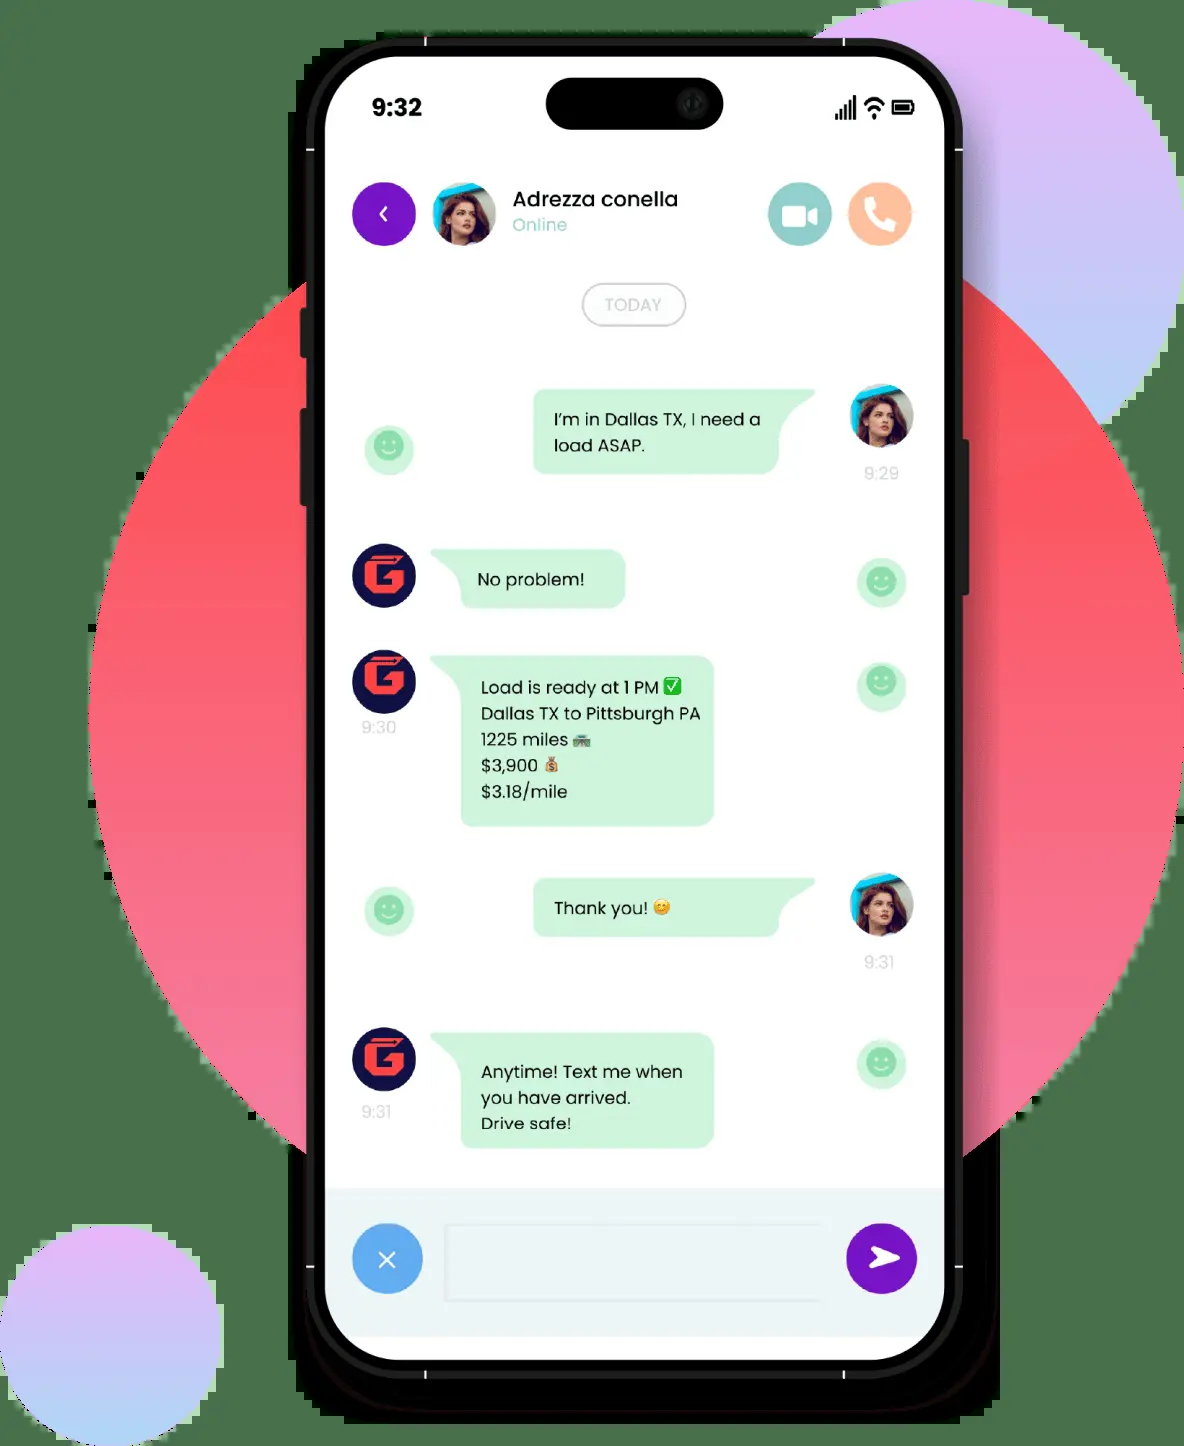 9:32
Adrezza conella
Online
TODAY
I'm in Dallas TX, I need a
load ASAP.
9:29
No problem!
Load is ready at 1 PM ✅
Dallas TX to Pittsburgh PA
1225 miles 🛣️
$3,900 💰
$3.18/mile
9:30
Thank you! 😊
9:31
Anytime! Text me when
you have arrived.
Drive safe!
9:31